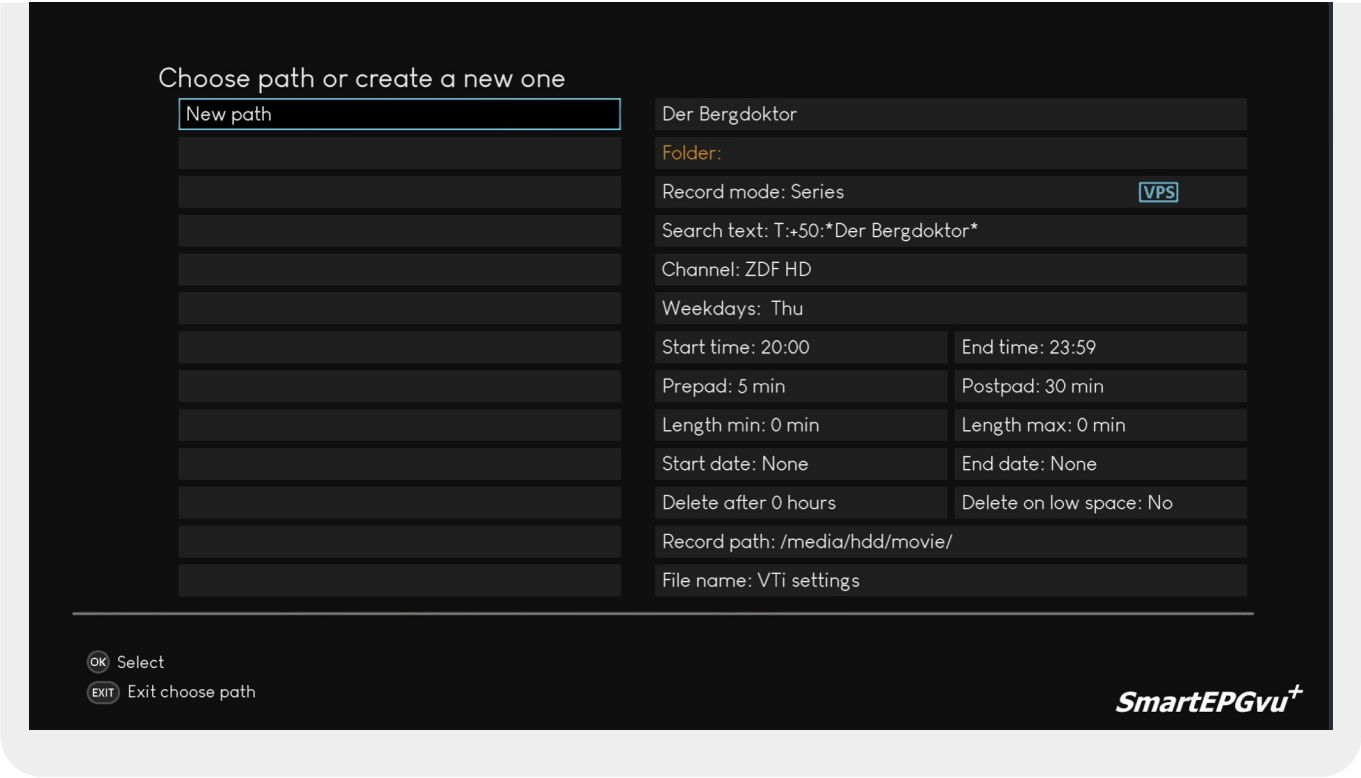 Choose path or create a new one
New path
Der Bergdoktor
Folder:
Record mode: Series VPS
Search text: T:+50:*Der Bergdoktor*
Channel: ZDF HD
Weekdays: Thu
Start time: 20:00 End time: 23:59
Prepad: 5 min Postpad: 30 min
Length min: 0 min Length max: 0 min
Start date: None End date: None
Delete after 0 hours Delete on low space: No
Record path: /media/hdd/movie/
File name: VTi settings
OK Select
EXIT Exit choose path
SmartEPGvu+